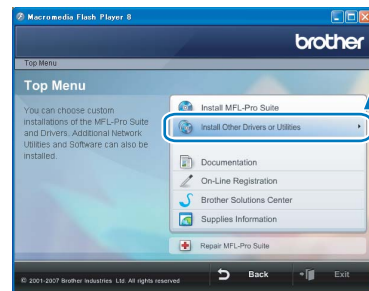 Macromedia Flash Player 8
brother
Top Menu
Top Menu
You can choose custom
installations of the MFL-Pro Suite
and Drivers. Additional Network
Utilities and Software can also be
installed.
Install MFL-Pro Suite
Install Other Drivers or Utilities
Documentation
On-Line Registration
Brother Solutions Center
Supplies Information
Repair MFL-Pro Suite
© 2001-2007 Brother Industries Ltd. All rights reserved
Back
Exit